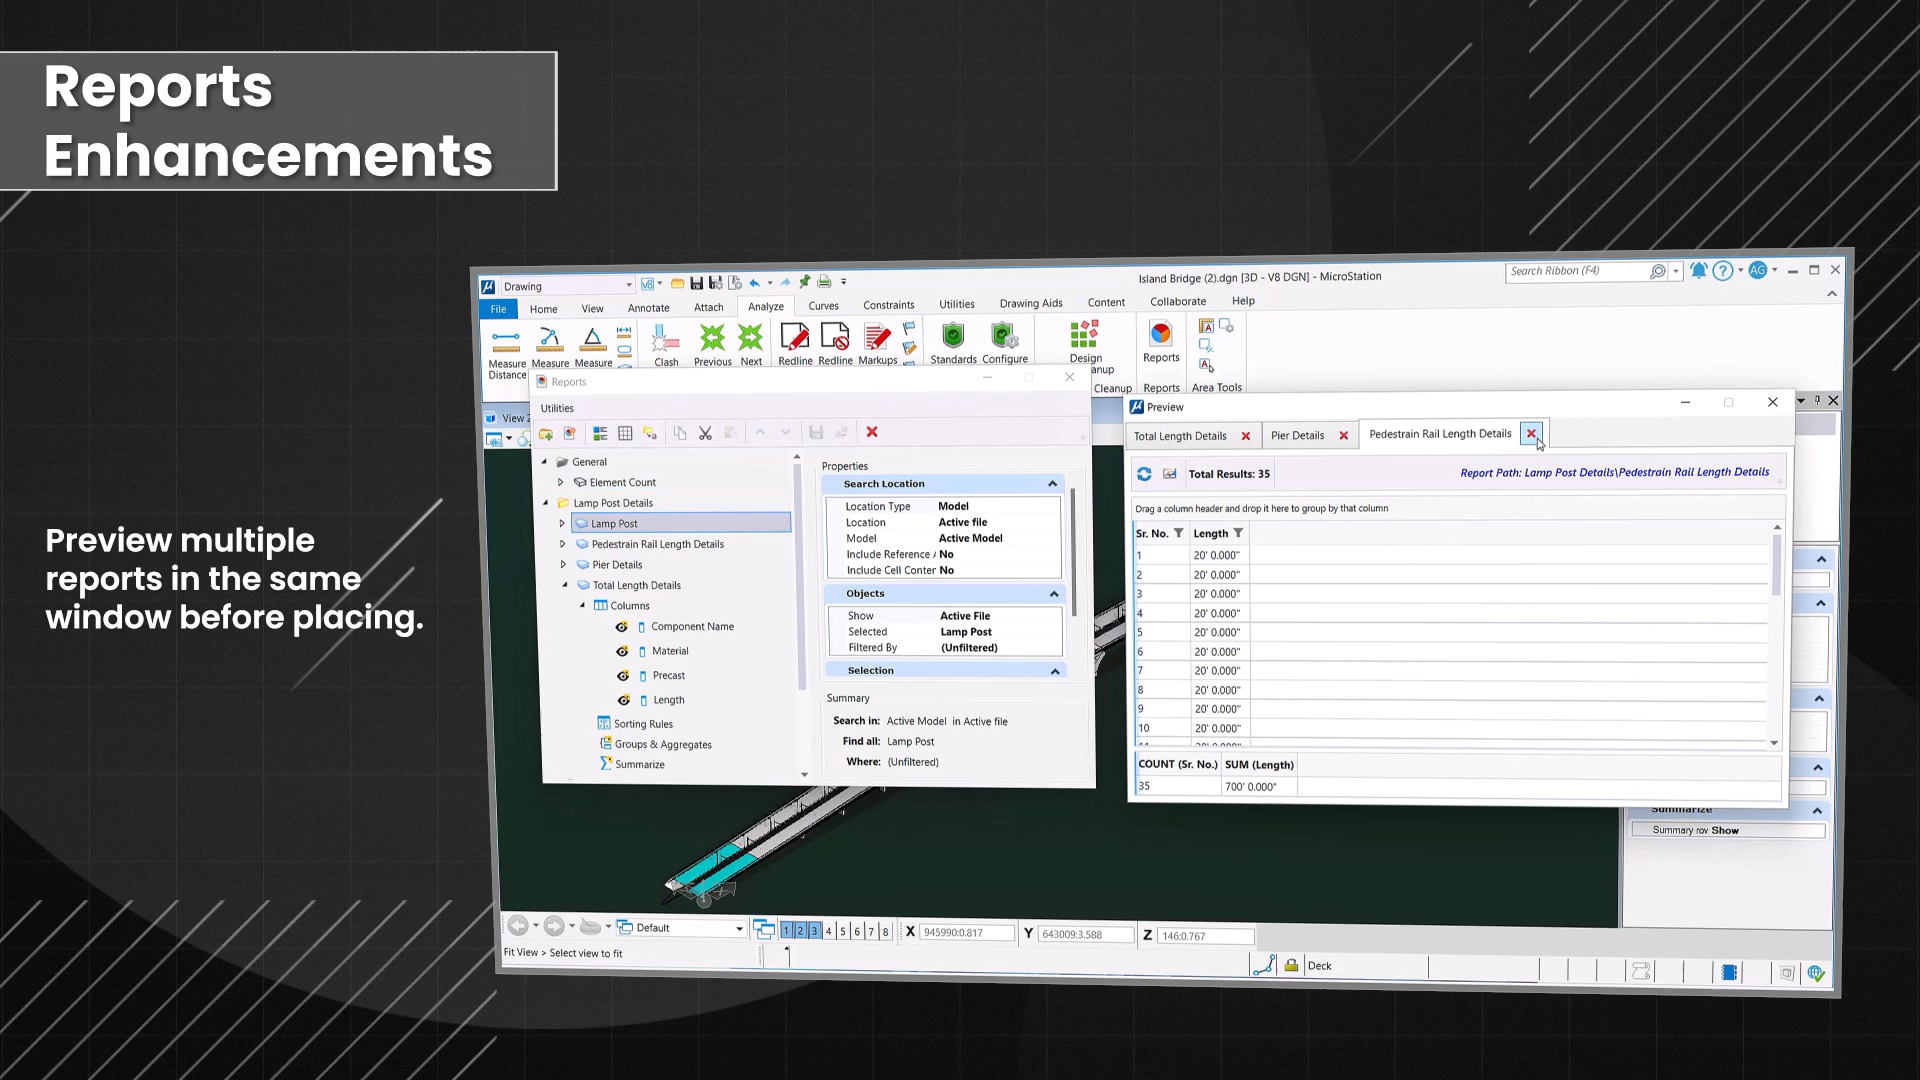 Reports
Enhancements
Preview multiple
reports in the same
window before placing.
Drawing
Island Bridge (2).dgn [3D - V8 DGN] - MicroStation
Search Ribbon (F4)
AG
File
Home
View
Annotate
Attach
Analyze
Curves
Constraints
Utilities
Drawing Aids
Content
Collaborate
Help
Measure
Distance
Measure
Measure
Clash
Previous
Next
Redline
Redline
Markups
Standards
Configure
Design
Cleanup
Reports
Reports
Area Tools
Reports
Utilities
General
Element Count
Lamp Post Details
Lamp Post
Pedestrain Rail Length Details
Pier Details
Total Length Details
Columns
Component Name
Material
Precast
Length
Sorting Rules
Groups & Aggregates
Summarize
Properties
Search Location
Location Type Model
Location Active file
Model Active Model
Include Reference No
Include Cell Conter No
Objects
Show Active File
Selected Lamp Post
Filtered By (Unfiltered)
Selection
Summary
Search in: Active Model in Active file
Find all: Lamp Post
Where: (Unfiltered)
Preview
Total Length Details
Pier Details
Pedestrain Rail Length Details
Total Results: 35
Report Path: Lamp Post Details\Pedestrain Rail Length Details
Drag a column header and drop it here to group by that column
Sr. No. Length
1 20' 0.000"
2 20' 0.000"
3 20' 0.000"
4 20' 0.000"
5 20' 0.000"
6 20' 0.000"
7 20' 0.000"
8 20' 0.000"
9 20' 0.000"
10 20' 0.000"
COUNT (Sr. No.) SUM (Length)
35 700' 0.000"
Summarize
Summary rov Show
View 2
Default
1 2 3 4 5 6 7 8
X 945990:0.817
Y 643009:3.588
Z 146:0.767
Fit View > Select view to fit
Deck